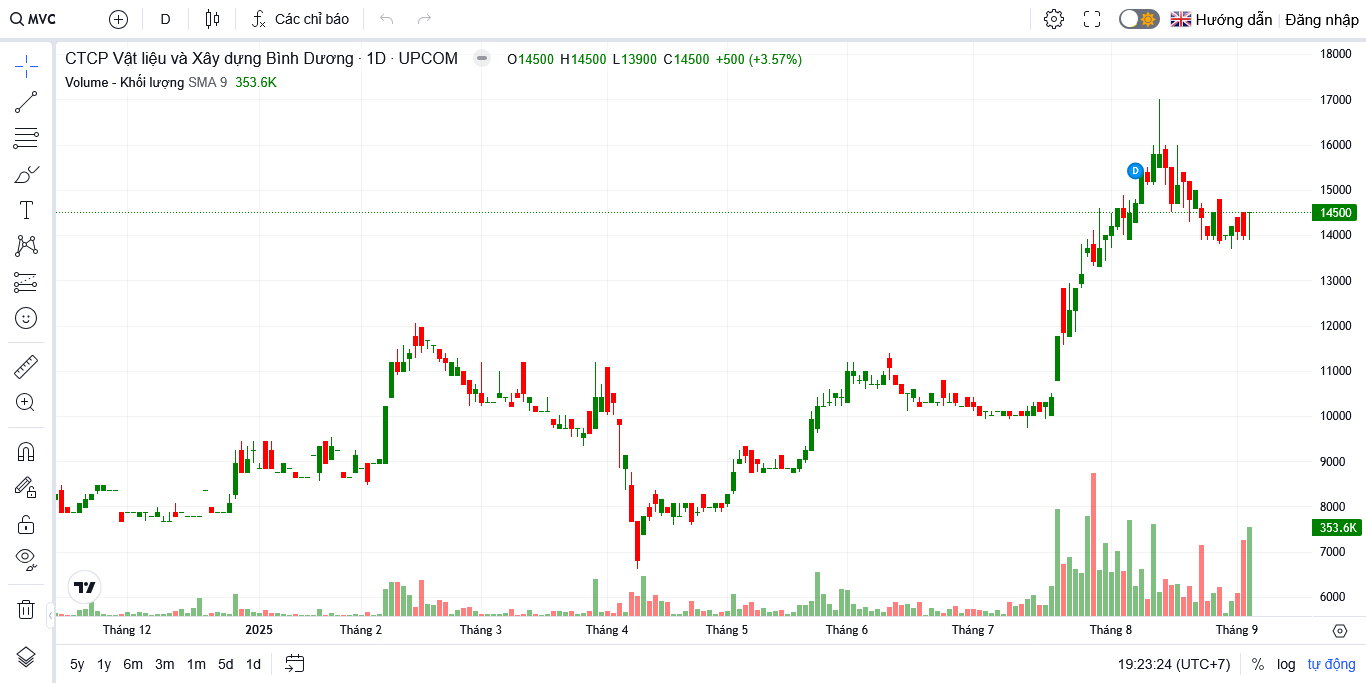 MVC D Các chỉ báo Hướng dẫn Đăng nhập
CTCP Vật liệu và Xây dựng Bình Dương · 1D · UPCOM O14500 H14500 L13900 C14500 +500 (+3.57%)
Volume - Khối lượng SMA 9 353.6K
18000
17000
16000
D
15000
14500
14000
13000
12000
11000
10000
9000
8000
353.6K
7000
6000
Tháng 12 2025 Tháng 2 Tháng 3 Tháng 4 Tháng 5 Tháng 6 Tháng 7 Tháng 8 Tháng 9
5y 1y 6m 3m 1m 5d 1d 19:23:24 (UTC+7) % log tự động